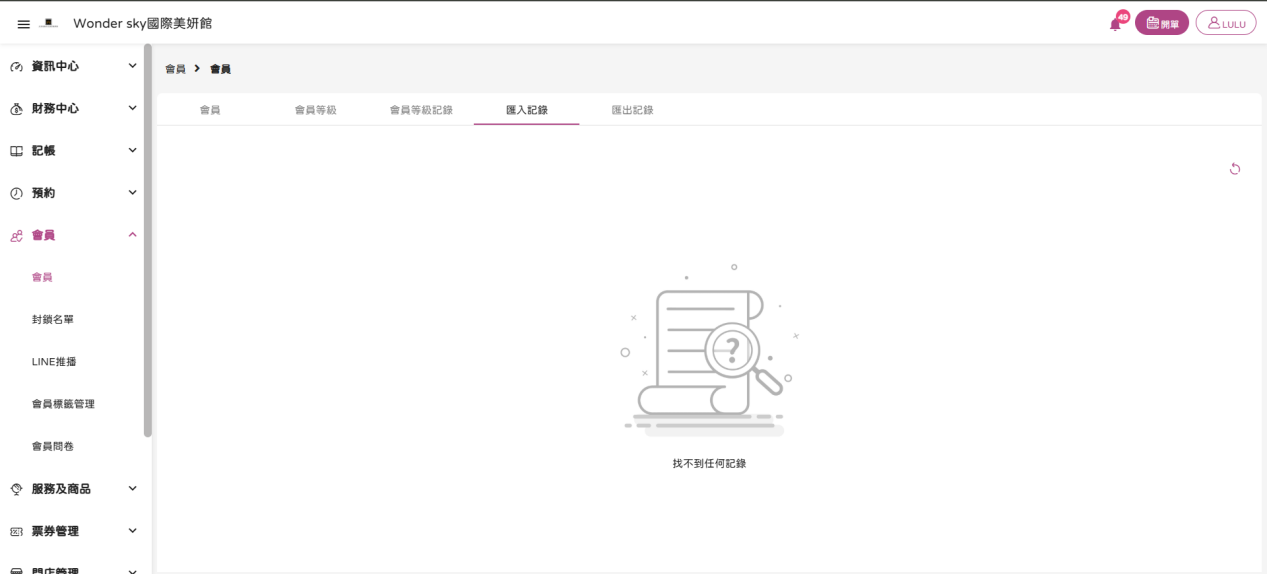 Wonder sky國際美妍館
49
開單
LULU
資訊中心
財務中心
記帳
預約
會員
會員
封鎖名單
LINE推播
會員標籤管理
會員問卷
服務及商品
票券管理
門店管理
會員 > 會員
會員 會員等級 會員等級記錄 匯入記錄 匯出記錄
?
找不到任何記錄